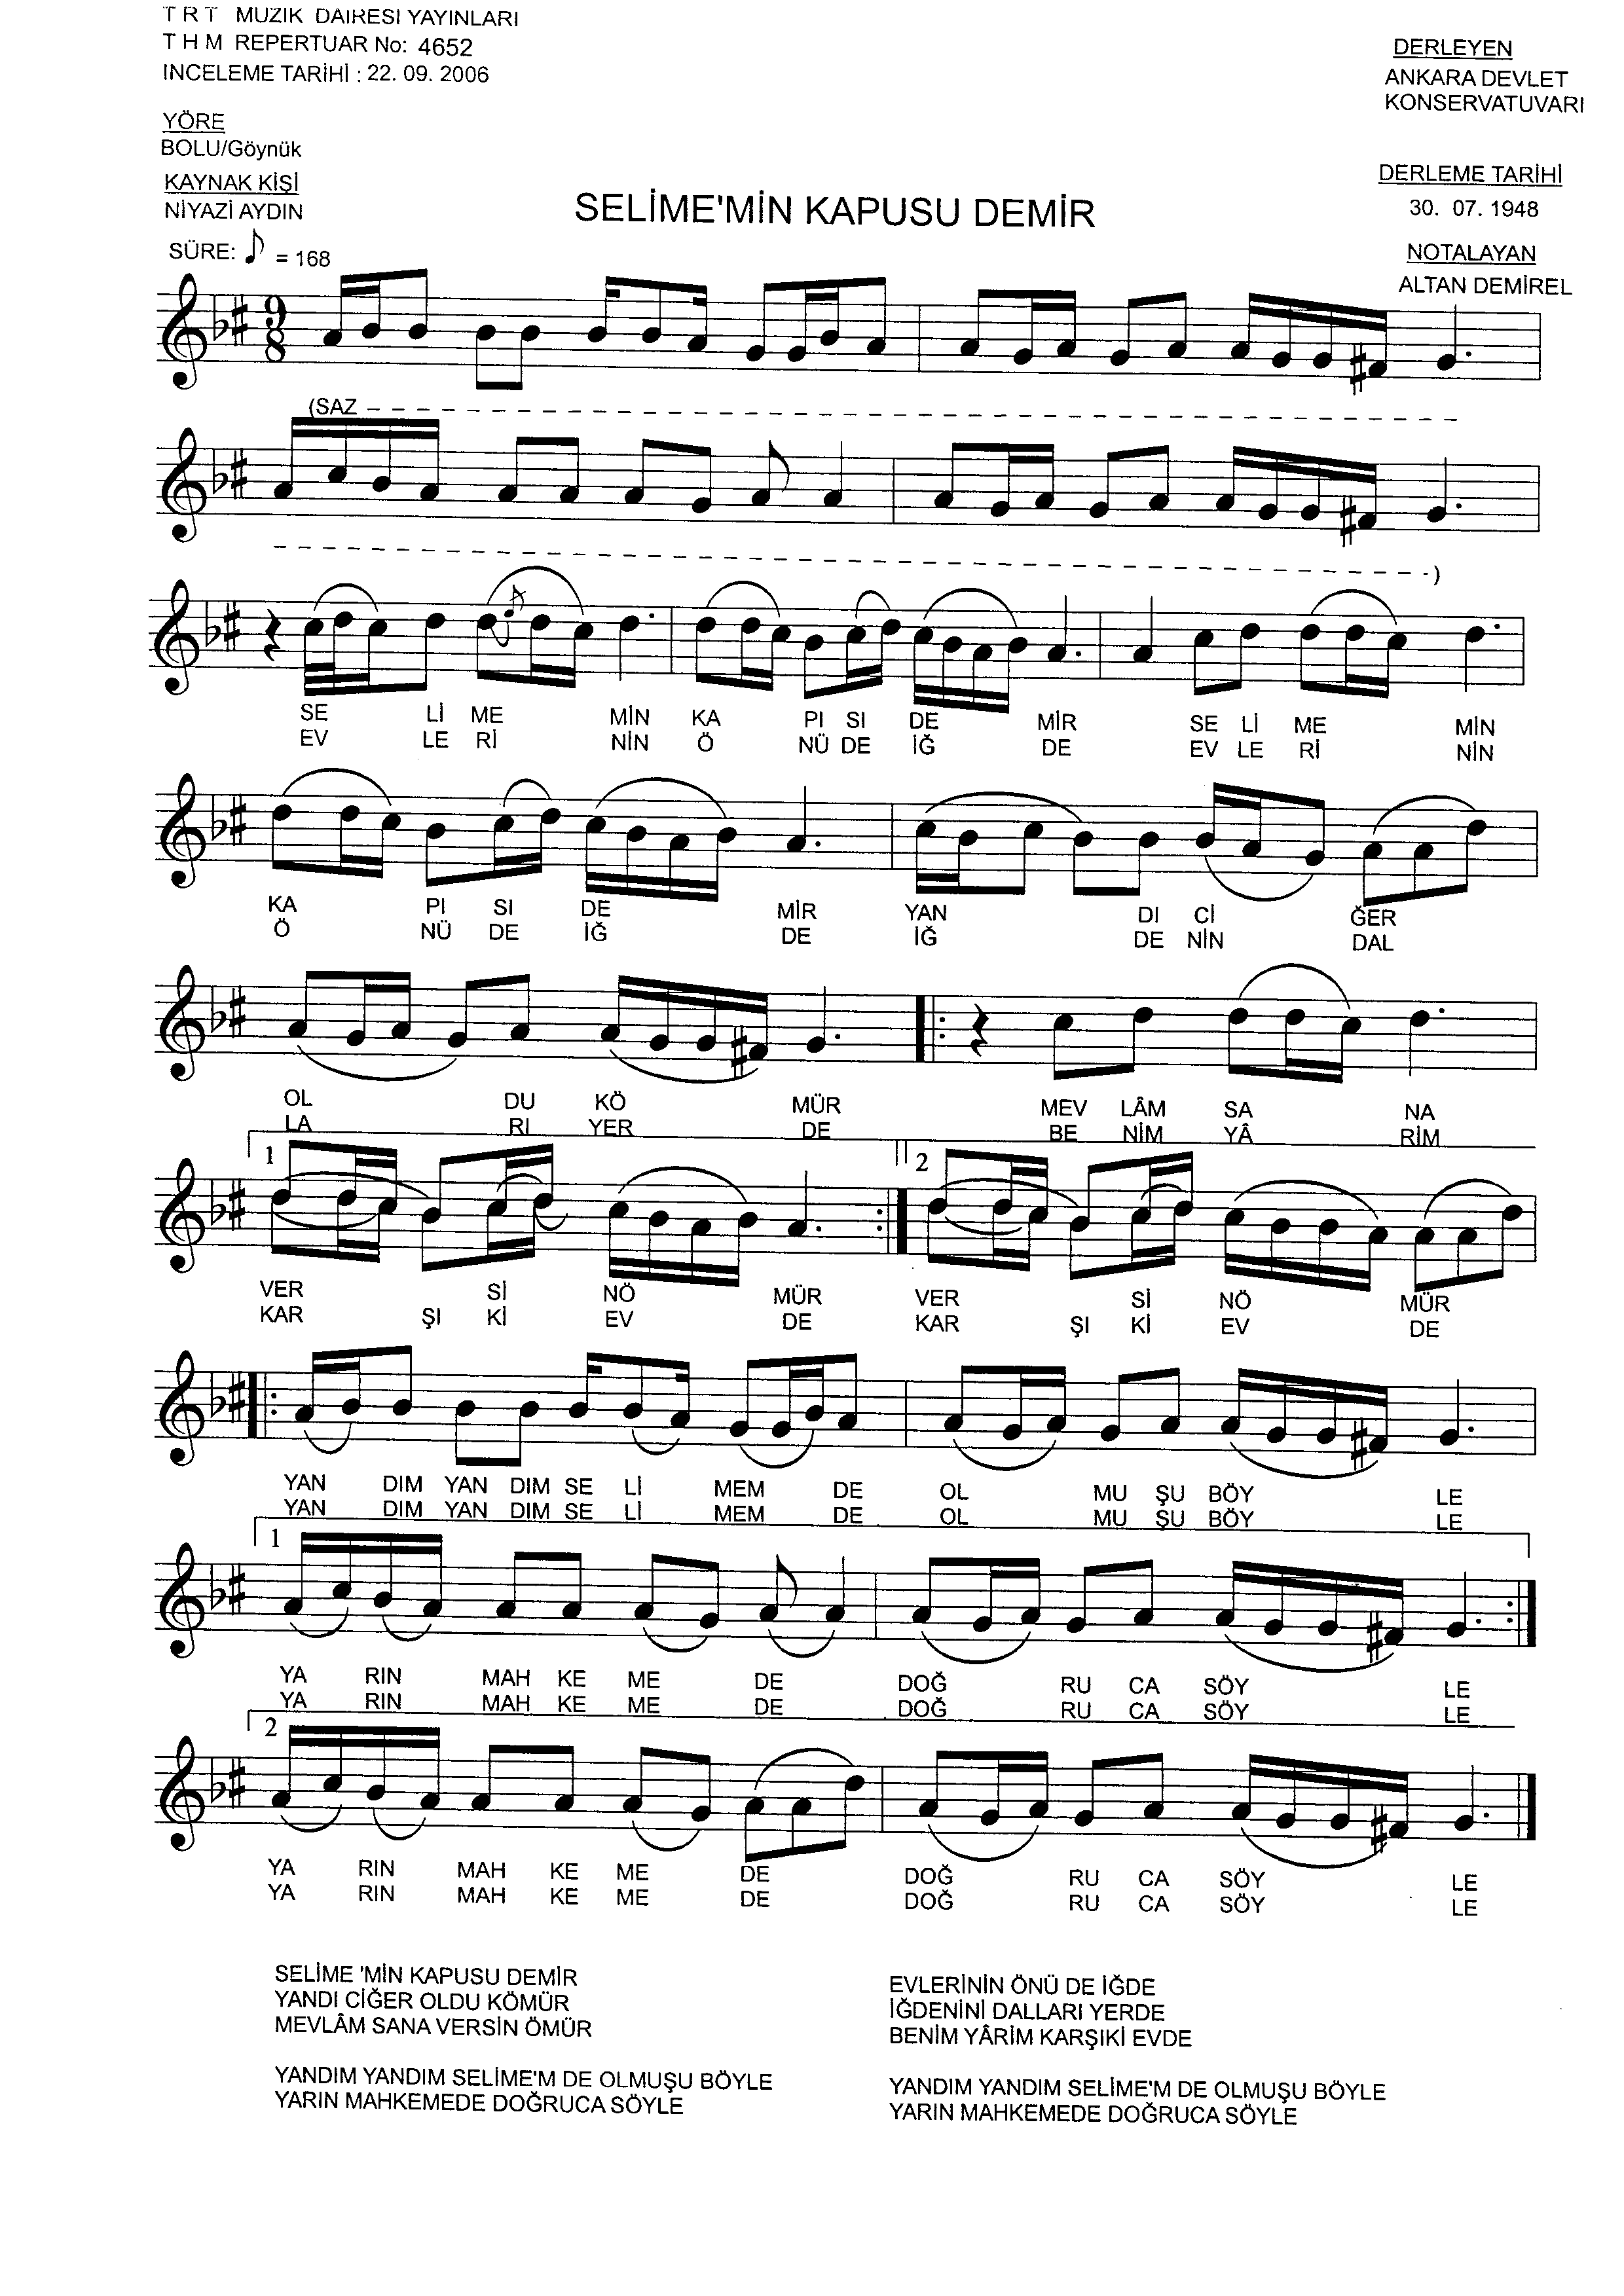 T R T MUZIK DAİRESI YAYINLARI
T H M REPERTUAR No: 4652
INCELEME TARİHİ : 22. 09. 2006
DERLEYEN
ANKARA DEVLET
KONSERVATUVARI
YÖRE
BOLU/Göynük
KAYNAK KİŞİ
NİYAZİ AYDIN
DERLEME TARİHİ
30. 07. 1948
SELİME'MİN KAPUSU DEMİR
SÜRE: ♪ = 168
NOTALAYAN
ALTAN DEMİREL
9
8
(SAZ – – – – – – – – – –
– – – – – – – – – – )
SE Lİ ME MİN KA PI SI DE MİR SE Lİ ME MİN
EV LE Rİ NİN Ö NÜ DE İĞ DE EV LE Rİ NİN
KA PI SI DE MİR YAN DI Cİ ĞER
Ö NÜ DE İĞ DE İĞ DE NİN DAL
OL DU KÖ MÜR MEV LÂM SA NA
LA RI YER DE BE NİM YÂ RİM
1 2
VER Sİ NÖ MÜR VER Sİ NÖ MÜR
KAR ŞI Kİ EV DE KAR ŞI Kİ EV DE
YAN DIM YAN DIM SE Lİ MEM DE OL MU ŞU BÖY LE
YAN DIM YAN DIM SE Lİ MEM DE OL MU ŞU BÖY LE
1
YA RIN MAH KE ME DE DOĞ RU CA SÖY LE
YA RIN MAH KE ME DE DOĞ RU CA SÖY LE
2
YA RIN MAH KE ME DE DOĞ RU CA SÖY LE
YA RIN MAH KE ME DE DOĞ RU CA SÖY LE
SELİME 'MİN KAPUSU DEMİR
YANDI CİĞER OLDU KÖMÜR
MEVLÂM SANA VERSİN ÖMÜR
YANDIM YANDIM SELİME'M DE OLMUŞU BÖYLE
YARIN MAHKEMEDE DOĞRUCA SÖYLE
EVLERİNİN ÖNÜ DE İĞDE
İĞDENİNİ DALLARI YERDE
BENİM YÂRİM KARŞIKİ EVDE
YANDIM YANDIM SELİME'M DE OLMUŞU BÖYLE
YARIN MAHKEMEDE DOĞRUCA SÖYLE